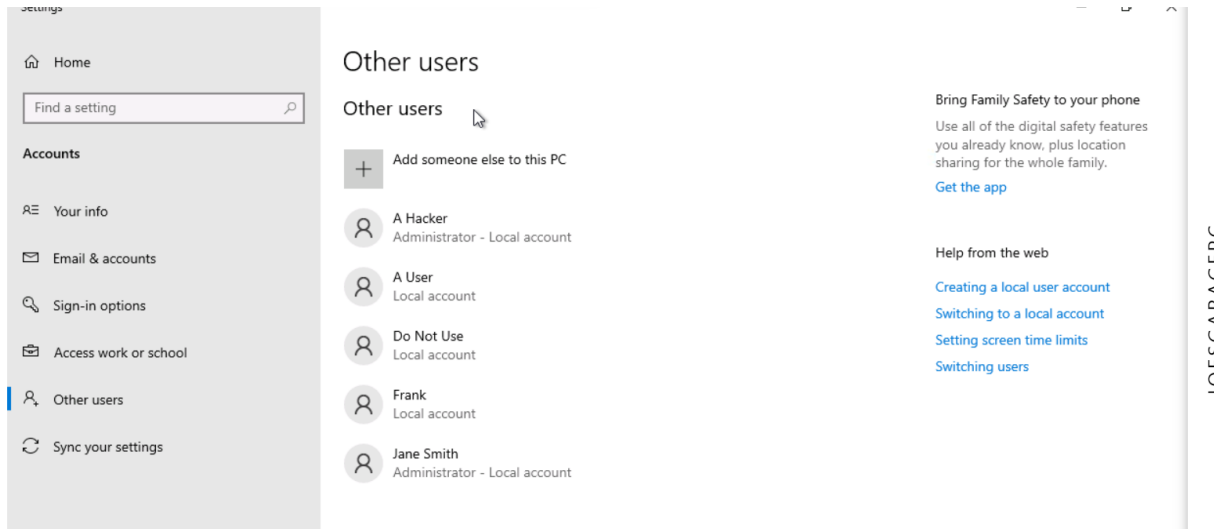 Settings
Home
Find a setting
Accounts
Your info
Email & accounts
Sign-in options
Access work or school
Other users
Sync your settings
Other users
Other users
Add someone else to this PC
A Hacker
Administrator - Local account
A User
Local account
Do Not Use
Local account
Frank
Local account
Jane Smith
Administrator - Local account
Bring Family Safety to your phone
Use all of the digital safety features
you already know, plus location
sharing for the whole family.
Get the app
Help from the web
Creating a local user account
Switching to a local account
Setting screen time limits
Switching users